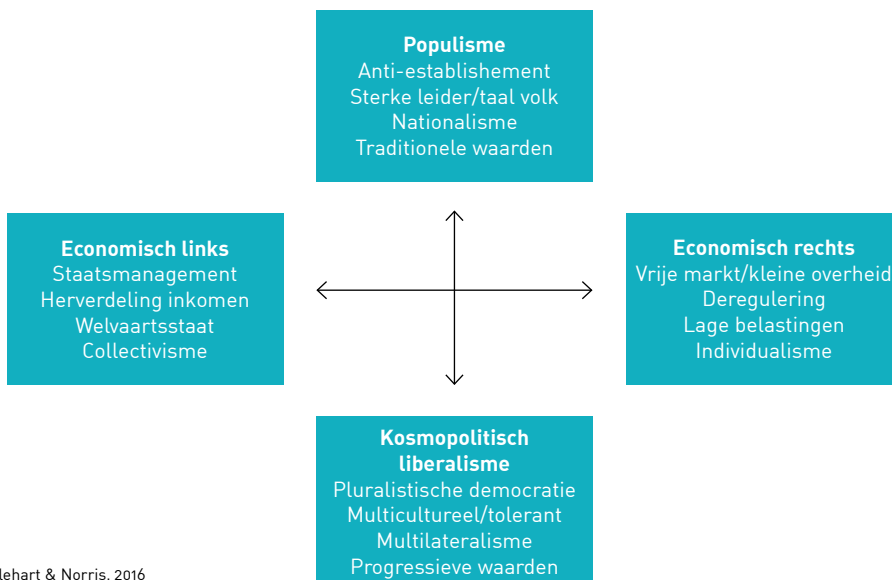 Populisme
Anti-establishement
Sterke leider/taal volk
Nationalisme
Traditionele waarden
Economisch links
Staatsmanagement
Herverdeling inkomen
Welvaartsstaat
Collectivisme
Economisch rechts
Vrije markt/kleine overheid
Deregulering
Lage belastingen
Individualisme
Kosmopolitisch
liberalisme
Pluralistische democratie
Multicultureel/tolerant
Multilateralisme
Progressieve waarden
lehart & Norris, 2016